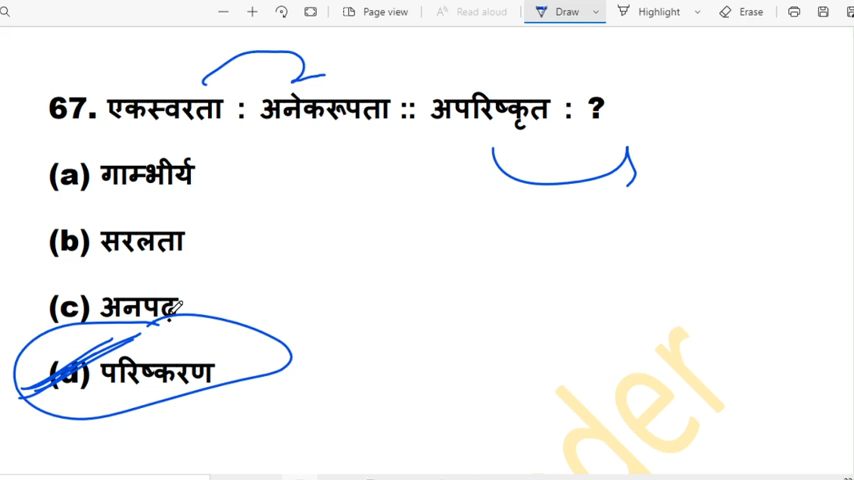 Page view
Read aloud
Draw
Highlight
Erase
67. एकस्वरता : अनेकरूपता :: अपरिष्कृत : ?
(a) गाम्भीर्य
(b) सरलता
(c) अनपढ़
(d) परिष्करण